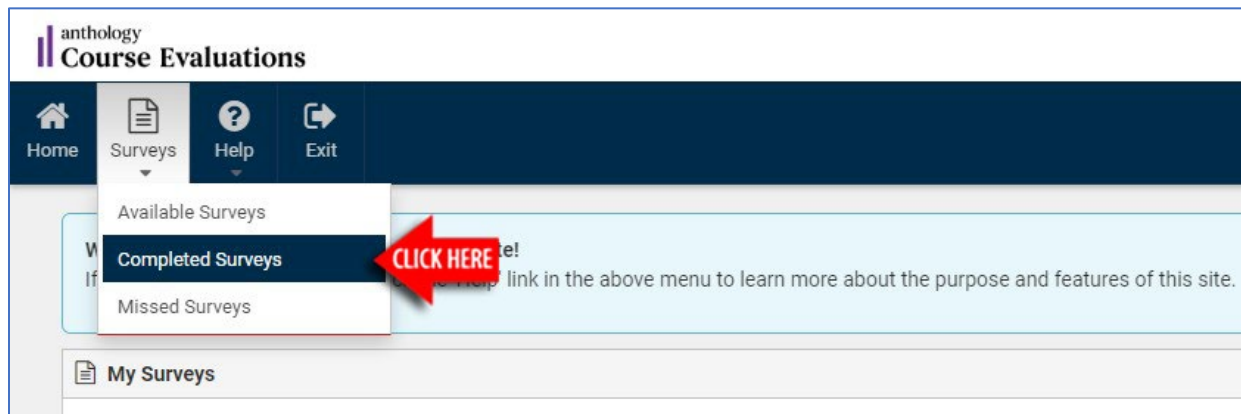 anthology
Course Evaluations
Home
Surveys
Help
Exit
Available Surveys
Completed Surveys
CLICK HERE
te!
If
link in the above menu to learn more about the purpose and features of this site.
Missed Surveys
My Surveys